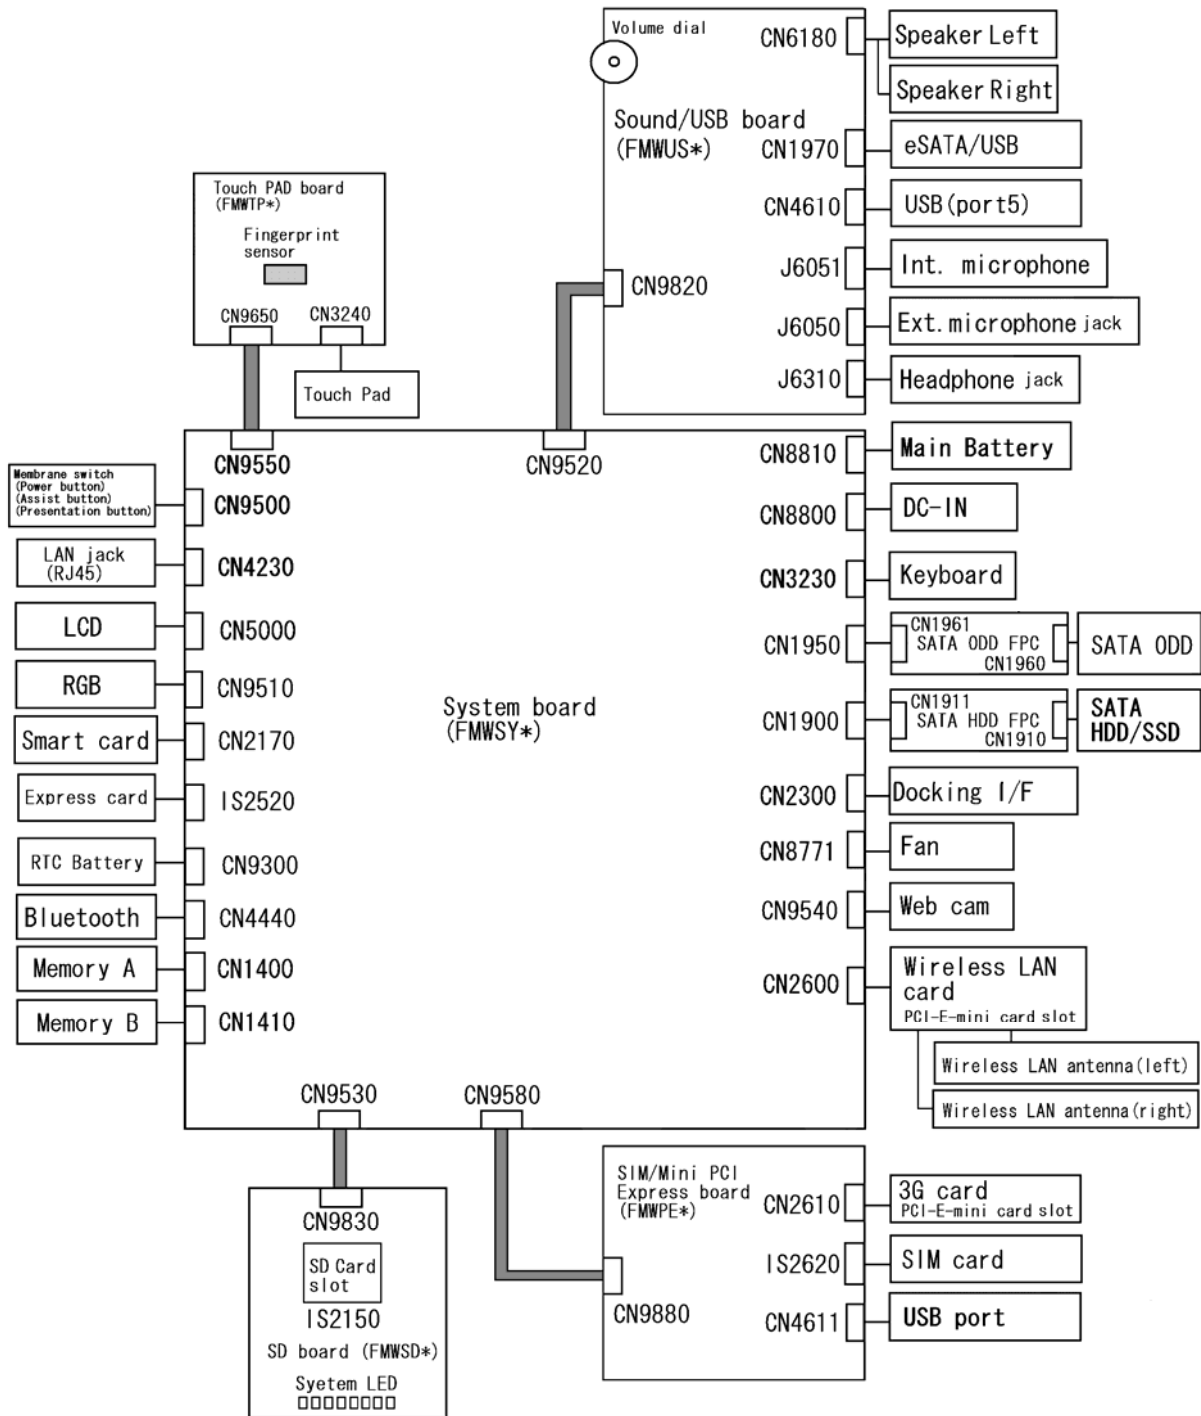 Volume dial
CN6180
Speaker Left
Speaker Right
Sound/USB board
(FMWUS*)
CN1970
eSATA/USB
CN4610
USB(port5)
J6051
Int. microphone
CN9820
J6050
Ext.microphone jack
J6310
Headphone jack
Touch PAD board
(FMWTP*)
Fingerprint
sensor
CN9650
CN3240
Touch Pad
CN9550
CN9520
Membrane switch
(Power button)
(Assist button)
(Presentation button)
CN9500
LAN jack
(RJ45)
CN4230
LCD
CN5000
RGB
CN9510
Smart card
CN2170
Express card
IS2520
RTC Battery
CN9300
Bluetooth
CN4440
Memory A
CN1400
Memory B
CN1410
System board
(FMWSY*)
CN8810
Main Battery
CN8800
DC-IN
CN3230
Keyboard
CN1950
CN1961
SATA ODD FPC
CN1960
SATA ODD
CN1900
CN1911
SATA HDD FPC
CN1910
SATA
HDD/SSD
CN2300
Docking I/F
CN8771
Fan
CN9540
Web cam
CN2600
Wireless LAN
card
PCI-E-mini card slot
Wireless LAN antenna(left)
Wireless LAN antenna(right)
CN9530
CN9580
CN9830
SD Card
slot
IS2150
SD board (FMWSD*)
Syetem LED
SIM/Mini PCI
Express board
(FMWPE*)
CN2610
3G card
PCI-E-mini card slot
IS2620
SIM card
CN9880
CN4611
USB port